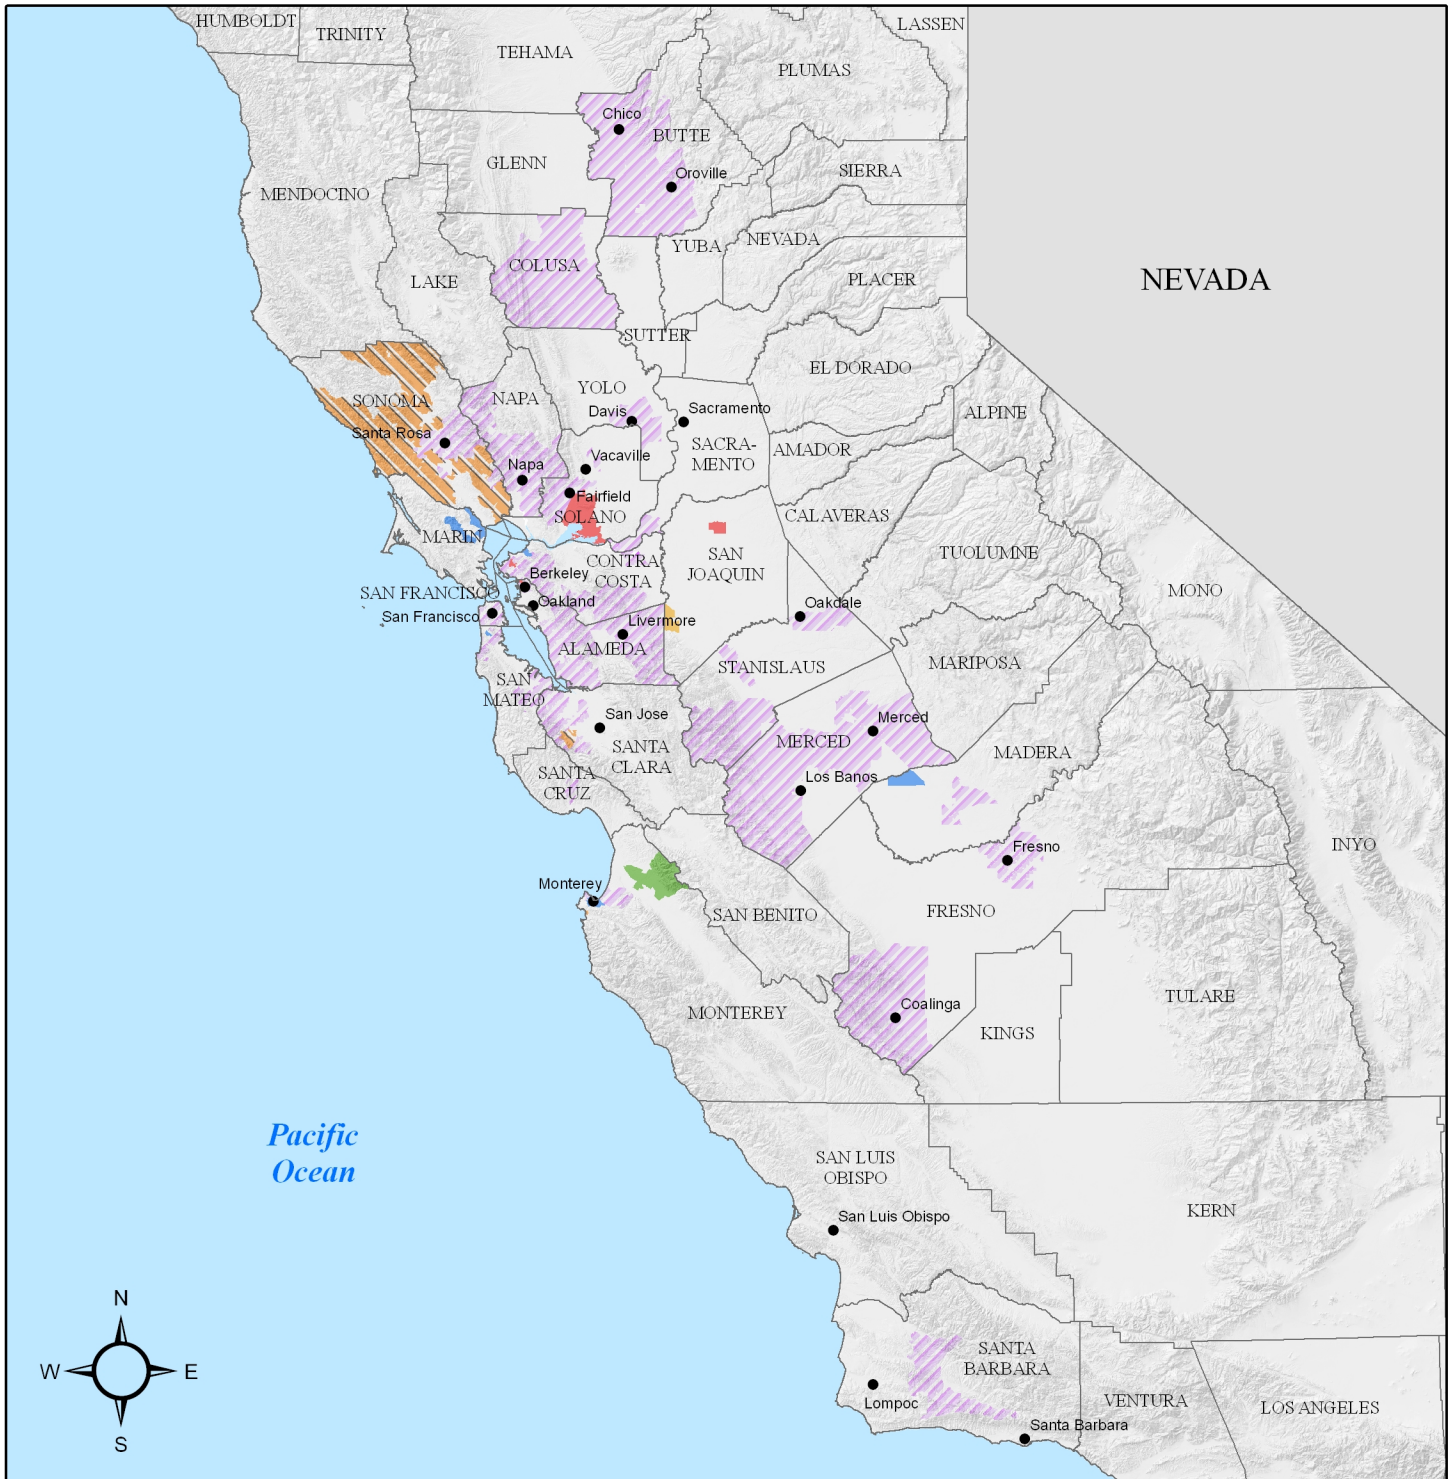 HUMBOLDT
TRINITY
TEHAMA
LASSEN
PLUMAS
Chico
BUTTE
GLENN
SIERRA
Oroville
MENDOCINO
YUBA
NEVADA
COLUSA
LAKE
PLACER
NEVADA
SUTTER
EL DORADO
YOLO
NAPA
SONOMA
Davis
Sacramento
ALPINE
Santa Rosa
SACRA-
MENTO
AMADOR
Napa
Vacaville
Fairfield
SOLANO
CALAVERAS
MARIN
SAN
JOAQUIN
TUOLUMNE
CONTRA
COSTA
Berkeley
MONO
SAN FRANCISCO
Oakland
Oakdale
San Francisco
Livermore
ALAMEDA
STANISLAUS
MARIPOSA
SAN
MATEO
San Jose
Merced
MERCED
MADERA
SANTA
CLARA
SANTA
CRUZ
Los Banos
Fresno
INYO
Monterey
SAN BENITO
FRESNO
TULARE
Coalinga
MONTEREY
KINGS
Pacific
Ocean
SAN LUIS
OBISPO
KERN
San Luis Obispo
N
W
E
S
SANTA
BARBARA
Lompoc
VENTURA
LOS ANGELES
Santa Barbara